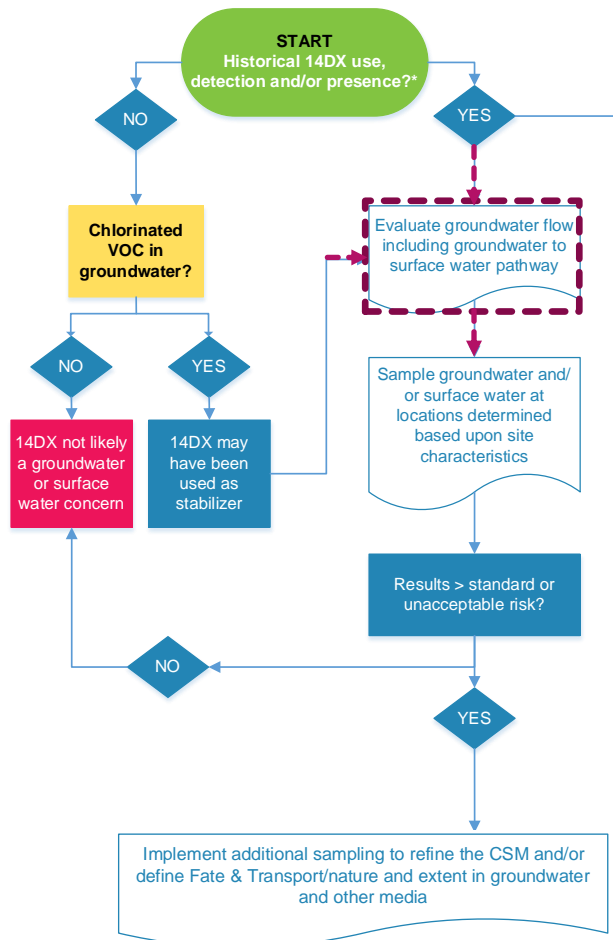 START
Historical 14DX use,
detection and/or presence?*
NO
YES
Chlorinated
VOC in
groundwater?
Evaluate groundwater flow
including groundwater to
surface water pathway
NO
YES
Sample groundwater and/
or surface water at
locations determined
based upon site
characteristics
14DX not likely
a groundwater
or surface
water concern
14DX may
have been
used as
stabilizer
Results > standard or
unacceptable risk?
NO
YES
Implement additional sampling to refine the CSM and/or
define Fate & Transport/nature and extent in groundwater
and other media